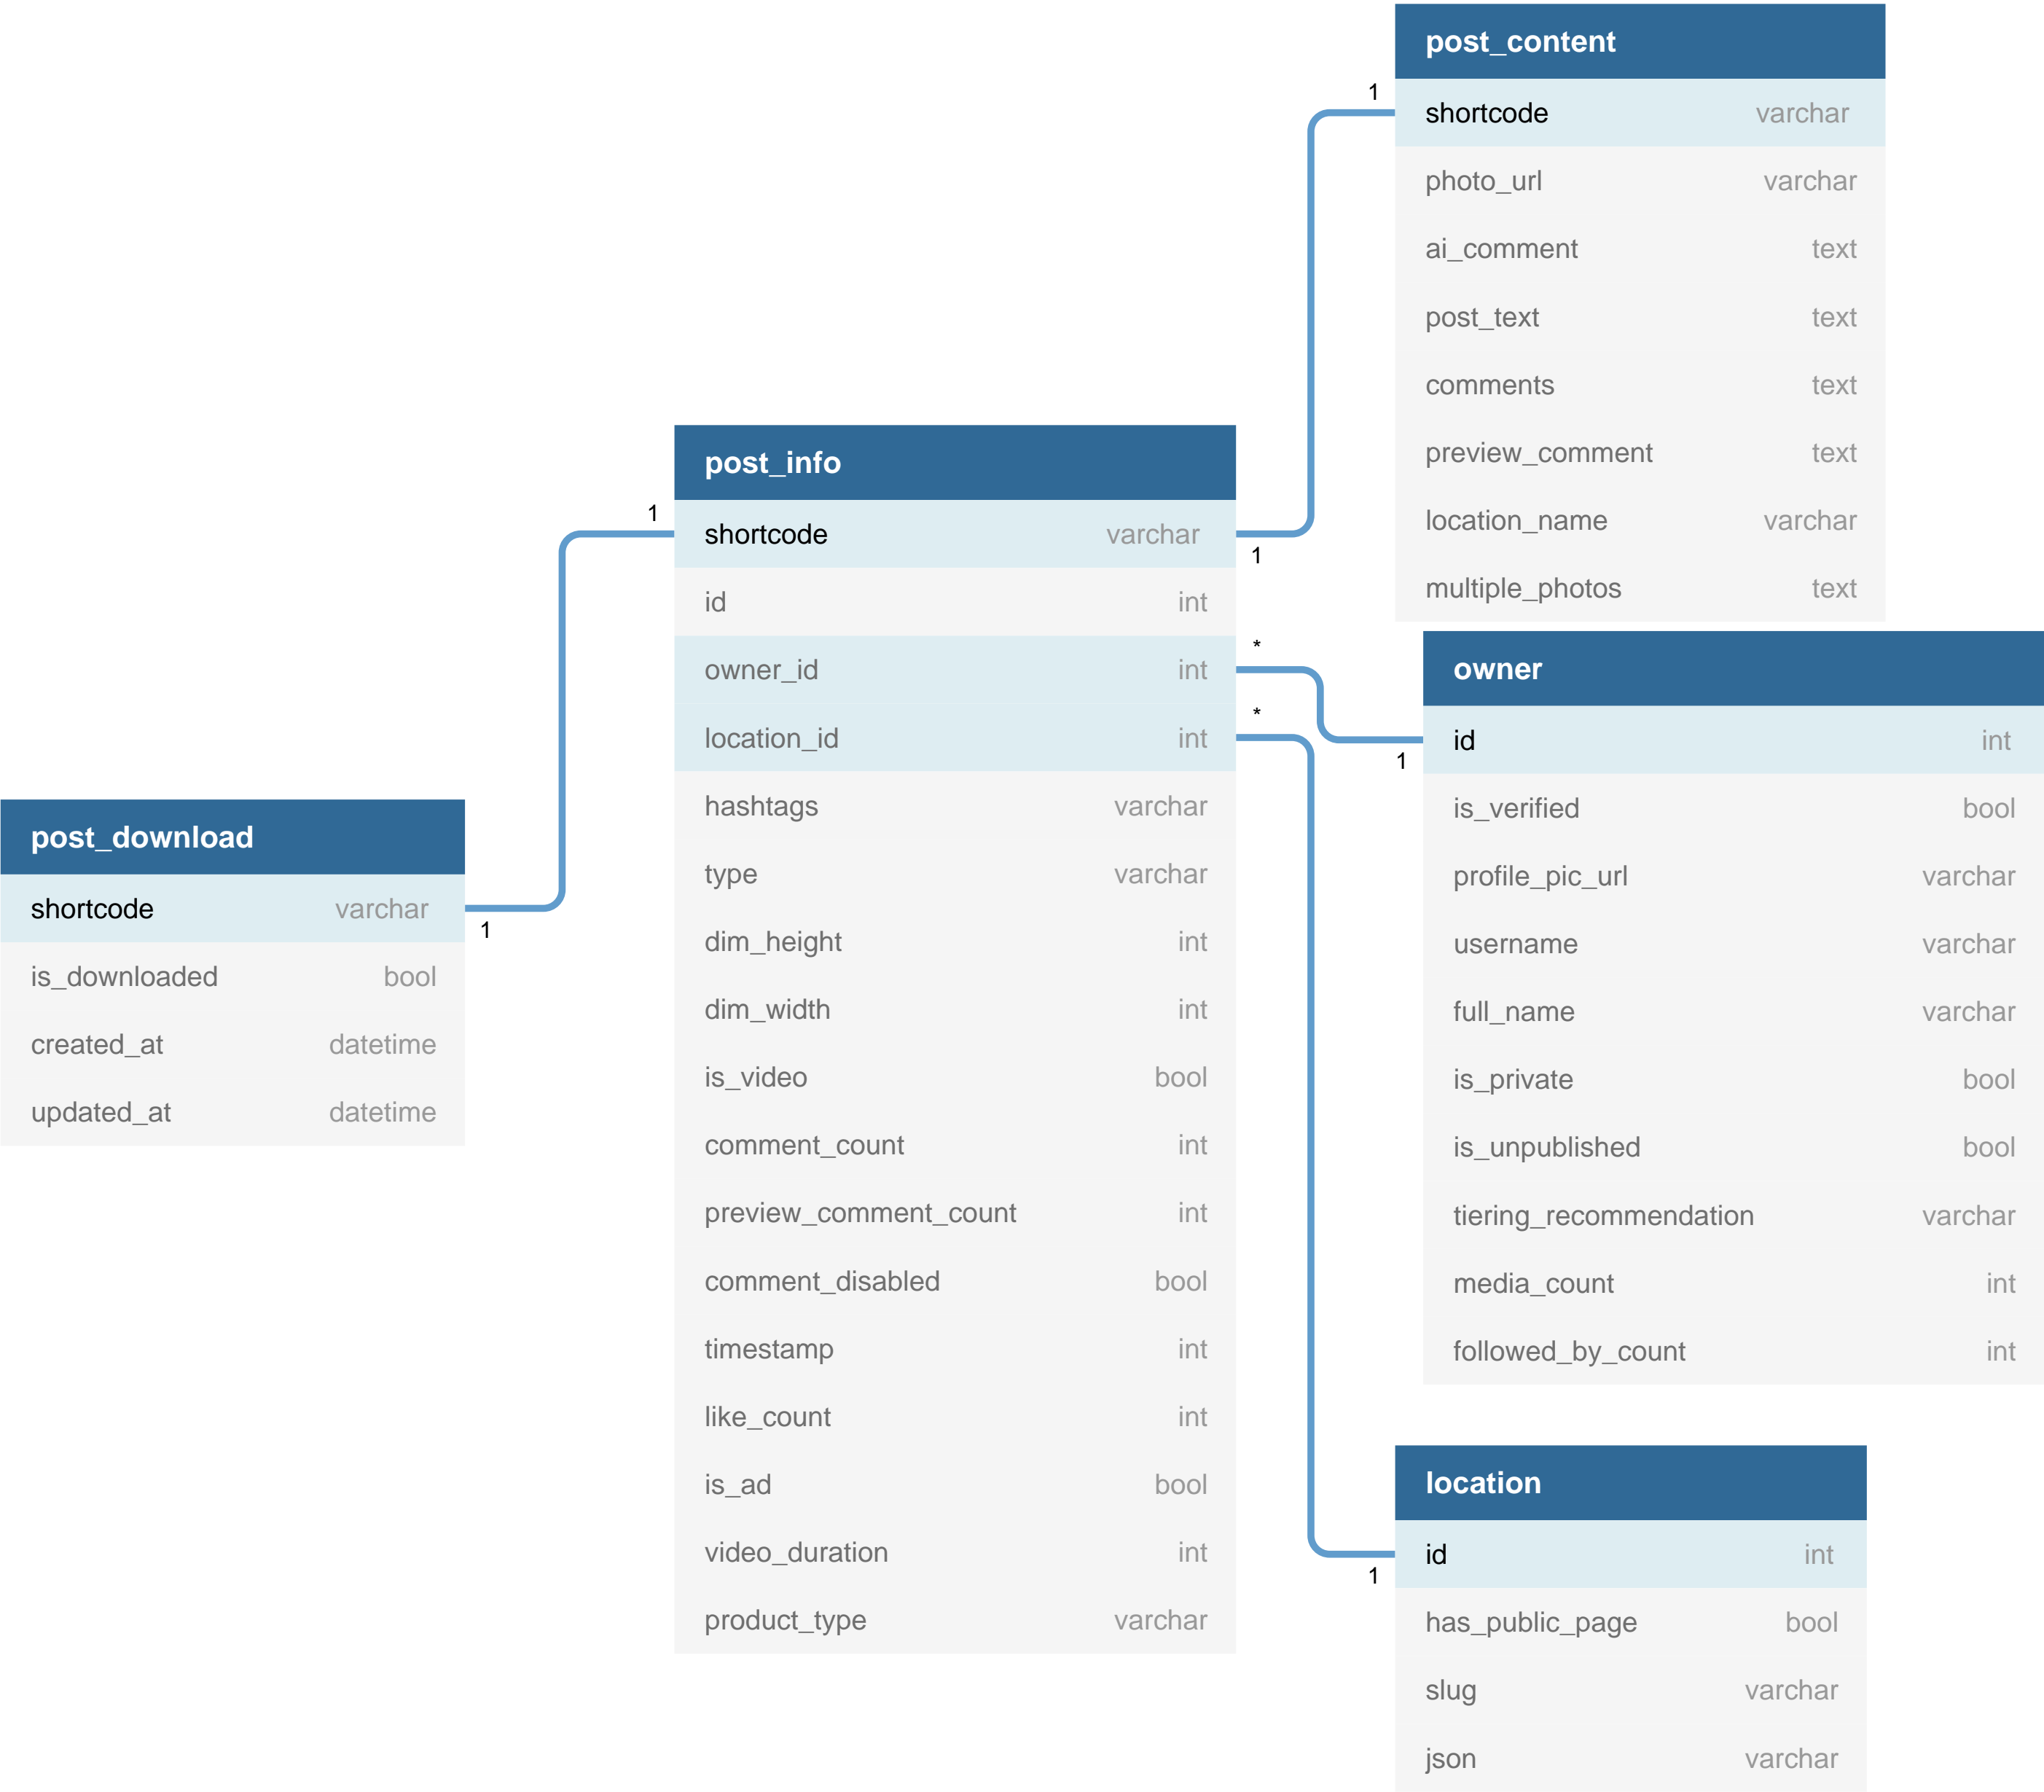 post_content
1
shortcode varchar
photo_url varchar
ai_comment text
post_text text
comments text
preview_comment text
location_name varchar
multiple_photos text
post_info
1
shortcode varchar
1
id int
*
owner_id int
*
location_id int
hashtags varchar
type varchar
dim_height int
dim_width int
is_video bool
comment_count int
preview_comment_count int
comment_disabled bool
timestamp int
like_count int
is_ad bool
video_duration int
product_type varchar
owner
id int
1
is_verified bool
profile_pic_url varchar
username varchar
full_name varchar
is_private bool
is_unpublished bool
tiering_recommendation varchar
media_count int
followed_by_count int
post_download
shortcode varchar
1
is_downloaded bool
created_at datetime
updated_at datetime
location
id int
1
has_public_page bool
slug varchar
json varchar